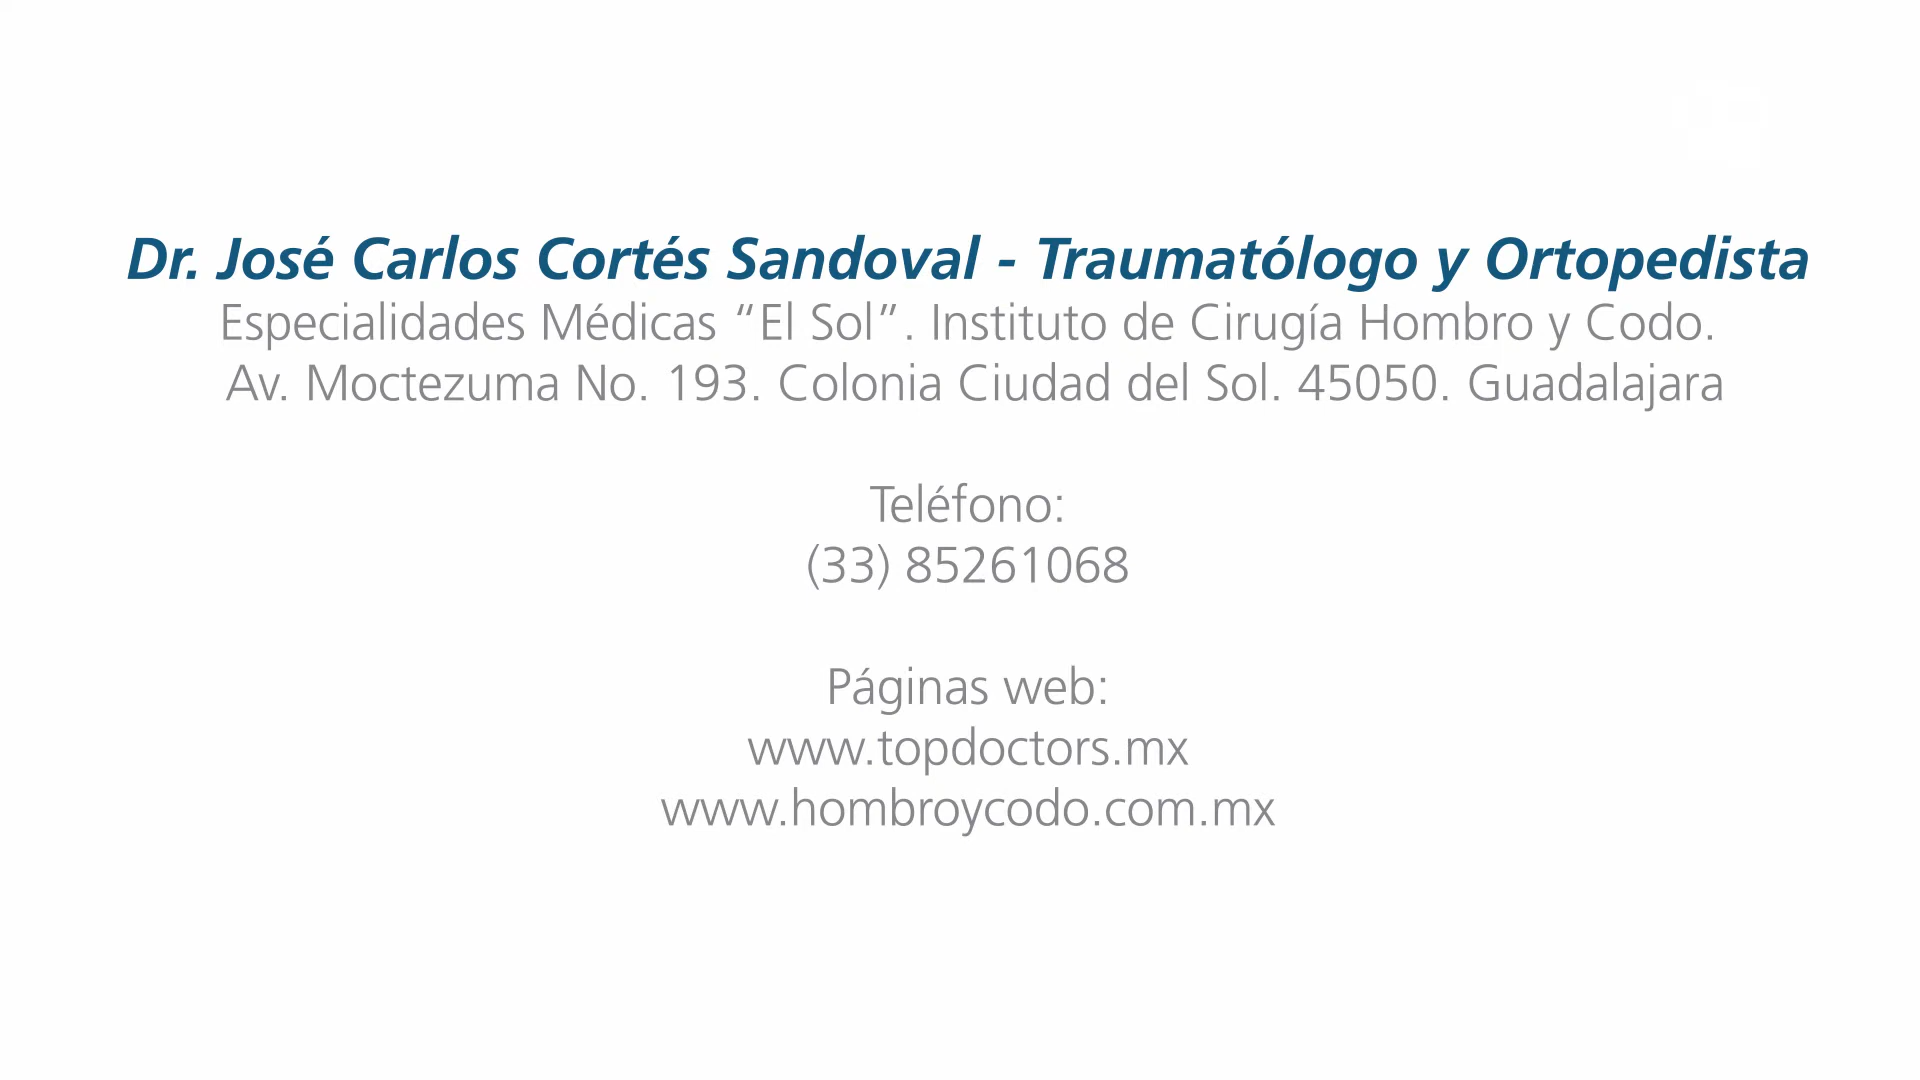 Dr. José Carlos Cortés Sandoval - Traumatólogo y Ortopedista
Especialidades Médicas “El Sol”. Instituto de Cirugía Hombro y Codo.
Av. Moctezuma No. 193. Colonia Ciudad del Sol. 45050. Guadalajara
Teléfono:
(33) 85261068
Páginas web:
www.topdoctors.mx
www.hombroycodo.com.mx